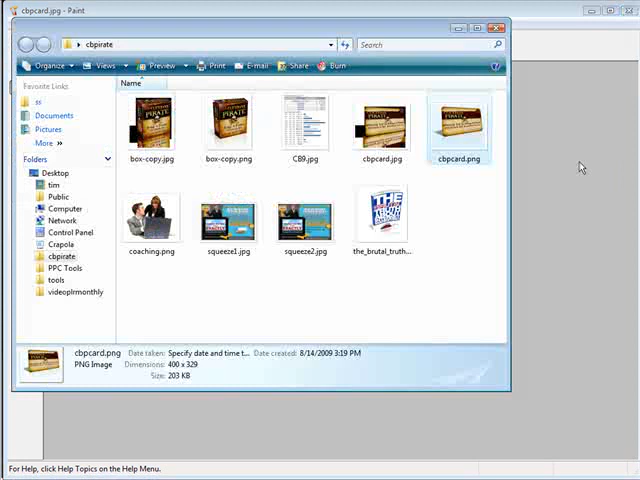 cbpcard.jpg - Paint
cbpirate
Search
Organize Views Preview Print E-mail Share Burn
Favorite Links
Name
ss
Documents
Pictures
More »
Folders
Desktop
tim
Public
Computer
Network
Control Panel
Crapola
cbpirate
PPC Tools
tools
videoplrmonthly
box-copy.jpg box-copy.png CB9.jpg cbpcard.jpg cbpcard.png
PIRATE PIRATE
THE
coaching.png squeeze1.jpg squeeze2.jpg the_brutal_truth...
cbpcard.png Date taken: Specify date and time t... Date created: 8/14/2009 3:19 PM
PNG Image Dimensions: 400 x 329
Size: 203 KB
For Help, click Help Topics on the Help Menu.